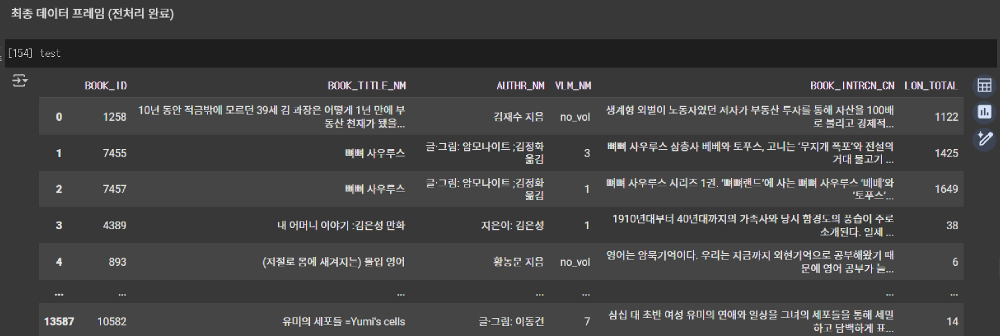 최종 데이터 프레임 (전처리 완료)
[154] test
BOOK_ID BOOK_TITLE_NM AUTHR_NM VLM_NM BOOK_INTRCN_CN LON_TOTAL
0 1258 10년 동안 적금밖에 모르던 39세 김 과장은 어떻게 1년 만에 부동산 천재가 됐을... 김재수 지음 no_vol 생계형 외벌이 노동자였던 저자가 부동산 투자를 통해 자산을 100배로 불리고 경제적... 1122
1 7455 뼈뼈 사우루스 글·그림: 암모나이트 ;김정화 옮김 3 뼈뼈 사우루스 삼총사 베베와 토푸스, 고니는 ‘무지개 폭포’와 전설의 거대 물고기 ... 1425
2 7457 뼈뼈 사우루스 글·그림: 암모나이트 ;김정화 옮김 1 뼈뼈 사우루스 시리즈 1권. ‘뼈뼈랜드’에 사는 뼈뼈 사우루스 ‘베베’와 ‘토푸스’... 1649
3 4389 내 어머니 이야기 :김은성 만화 지은이: 김은성 1 1910년대부터 40년대까지의 가족사와 당시 함경도의 풍습이 주로 소개된다. 일제 ... 38
4 893 (저절로 몸에 새겨지는) 몰입 영어 황농문 지음 no_vol 영어는 암묵기억이다. 우리는 지금까지 외현기억으로 공부해왔기 때문에 영어 공부가 늘... 6
... ... ... ... ... ... ...
13587 10582 유미의 세포들 =Yumi's cells 글·그림: 이동건 7 삼십 대 초반 여성 유미의 연애와 일상을 그녀의 세포들을 통해 세밀하고 담백하게 표... 14